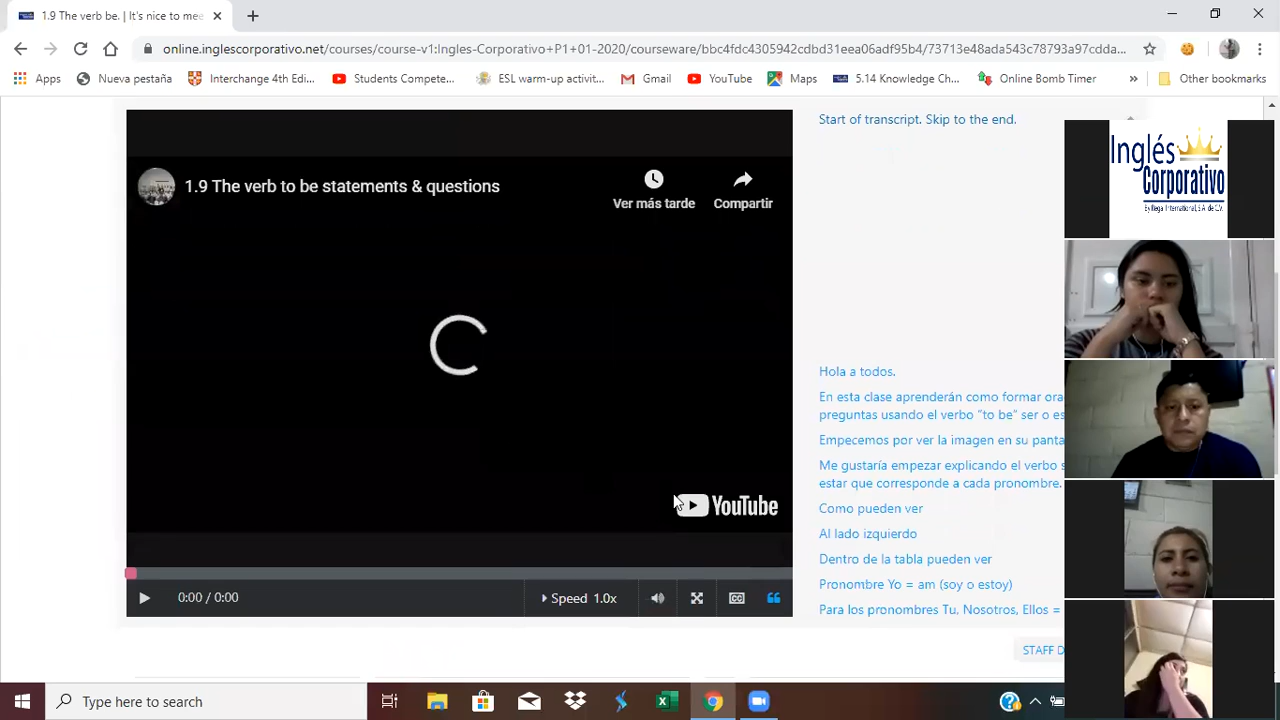 1.9 The verb be. | It's nice to mee
online.inglescorporativo.net/courses/course-v1:Ingles-Corporativo+P1+01-2020/courseware/bbc4fdc4305942cdbd31eea06adf95b4/73713e48ada543c78793a97cdda...
Apps
Nueva pestaña
Interchange 4th Edi...
Students Compete...
ESL warm-up activit...
Gmail
YouTube
Maps
5.14 Knowledge Ch...
Online Bomb Timer
»
Other bookmarks
1.9 The verb to be statements & questions
Ver más tarde
Compartir
YouTube
0:00 / 0:00
Speed 1.0x
Start of transcript. Skip to the end.
Hola a todos.
En esta clase aprenderán como formar ora
preguntas usando el verbo "to be" ser o es
Empecemos por ver la imagen en su panta
Me gustaría empezar explicando el verbo s
estar que corresponde a cada pronombre.
Como pueden ver
Al lado izquierdo
Dentro de la tabla pueden ver
Pronombre Yo = am (soy o estoy)
Para los pronombres Tu, Nosotros, Ellos =
STAFF D
Inglés
Corporativo
Type here to search